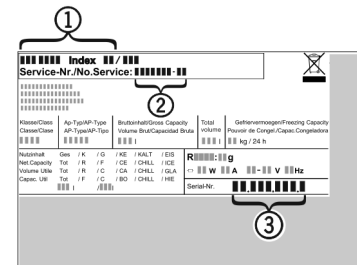 1
Index /
Service-Nr./No.Service: -
2
Klasse/Class Ap-Typ/AP-Type Bruttoinhalt/Gross Capacity Total Gefriervermoegen/Freezing Capacity
Classe/Clase AP-Type/AP-Tipo Volume Brut/Capacidad Bruta volume Pouvoir de Congel./Capac.Congeladora
l l kg / 24 h
Nutzinhalt Ges / K / G / KE / KALT / EIS
Net.Capacity Tot / R / F / CE / CHILL / ICE
Volume Utile Tot / R / C / CA / CHILL / GLA
Capac. Util Tot / F / C / BO / CHILL / HIE
l / l
R : g
W A - V Hz
Serial-Nr. . . .
3